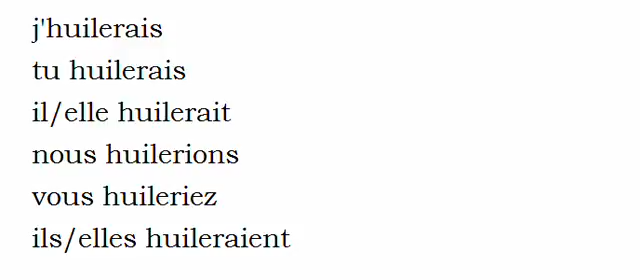 j'huilerais
tu huilerais
il/elle huilerait
nous huilerions
vous huileriez
ils/elles huileraient